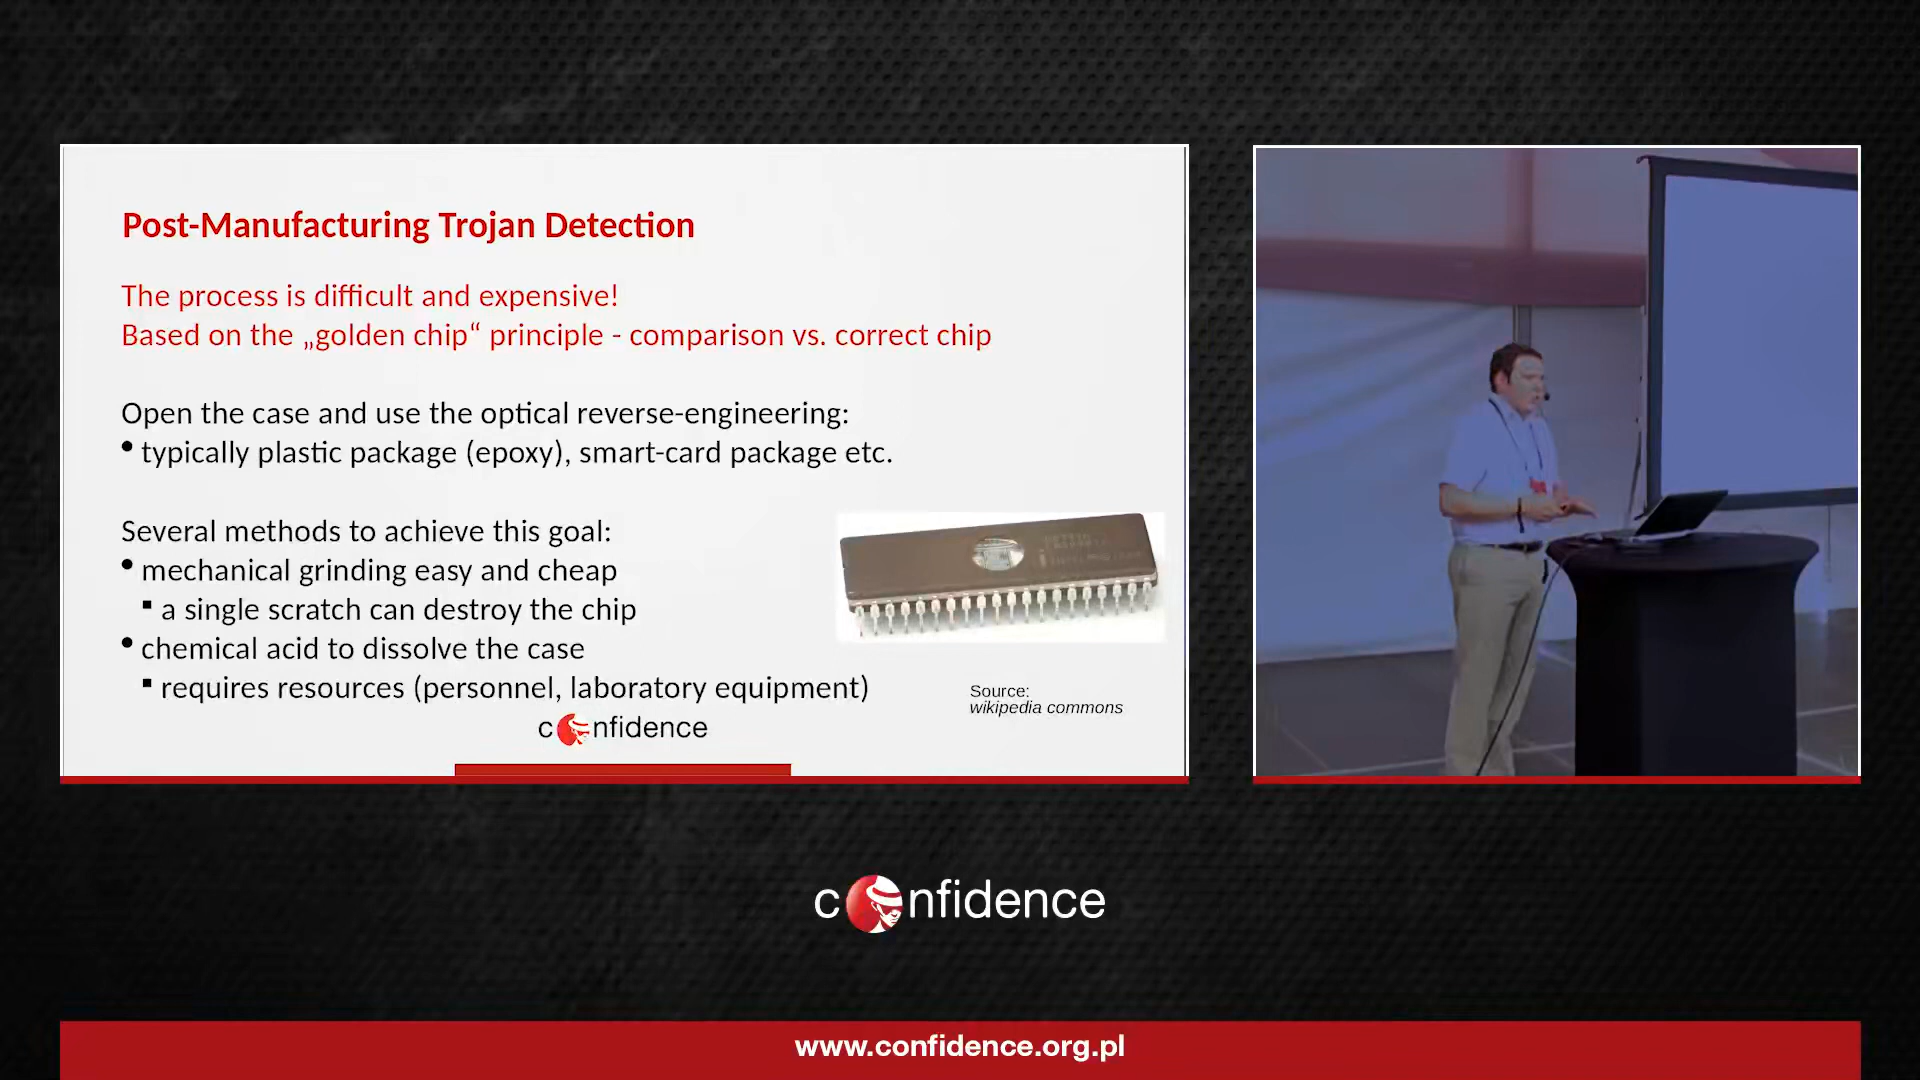 Post-Manufacturing Trojan Detection
The process is difficult and expensive!
Based on the „golden chip“ principle - comparison vs. correct chip
Open the case and use the optical reverse-engineering:
• typically plastic package (epoxy), smart-card package etc.
Several methods to achieve this goal:
• mechanical grinding easy and cheap
▪ a single scratch can destroy the chip
• chemical acid to dissolve the case
▪ requires resources (personnel, laboratory equipment)
Source:
wikipedia commons
confidence
confidence
www.confidence.org.pl